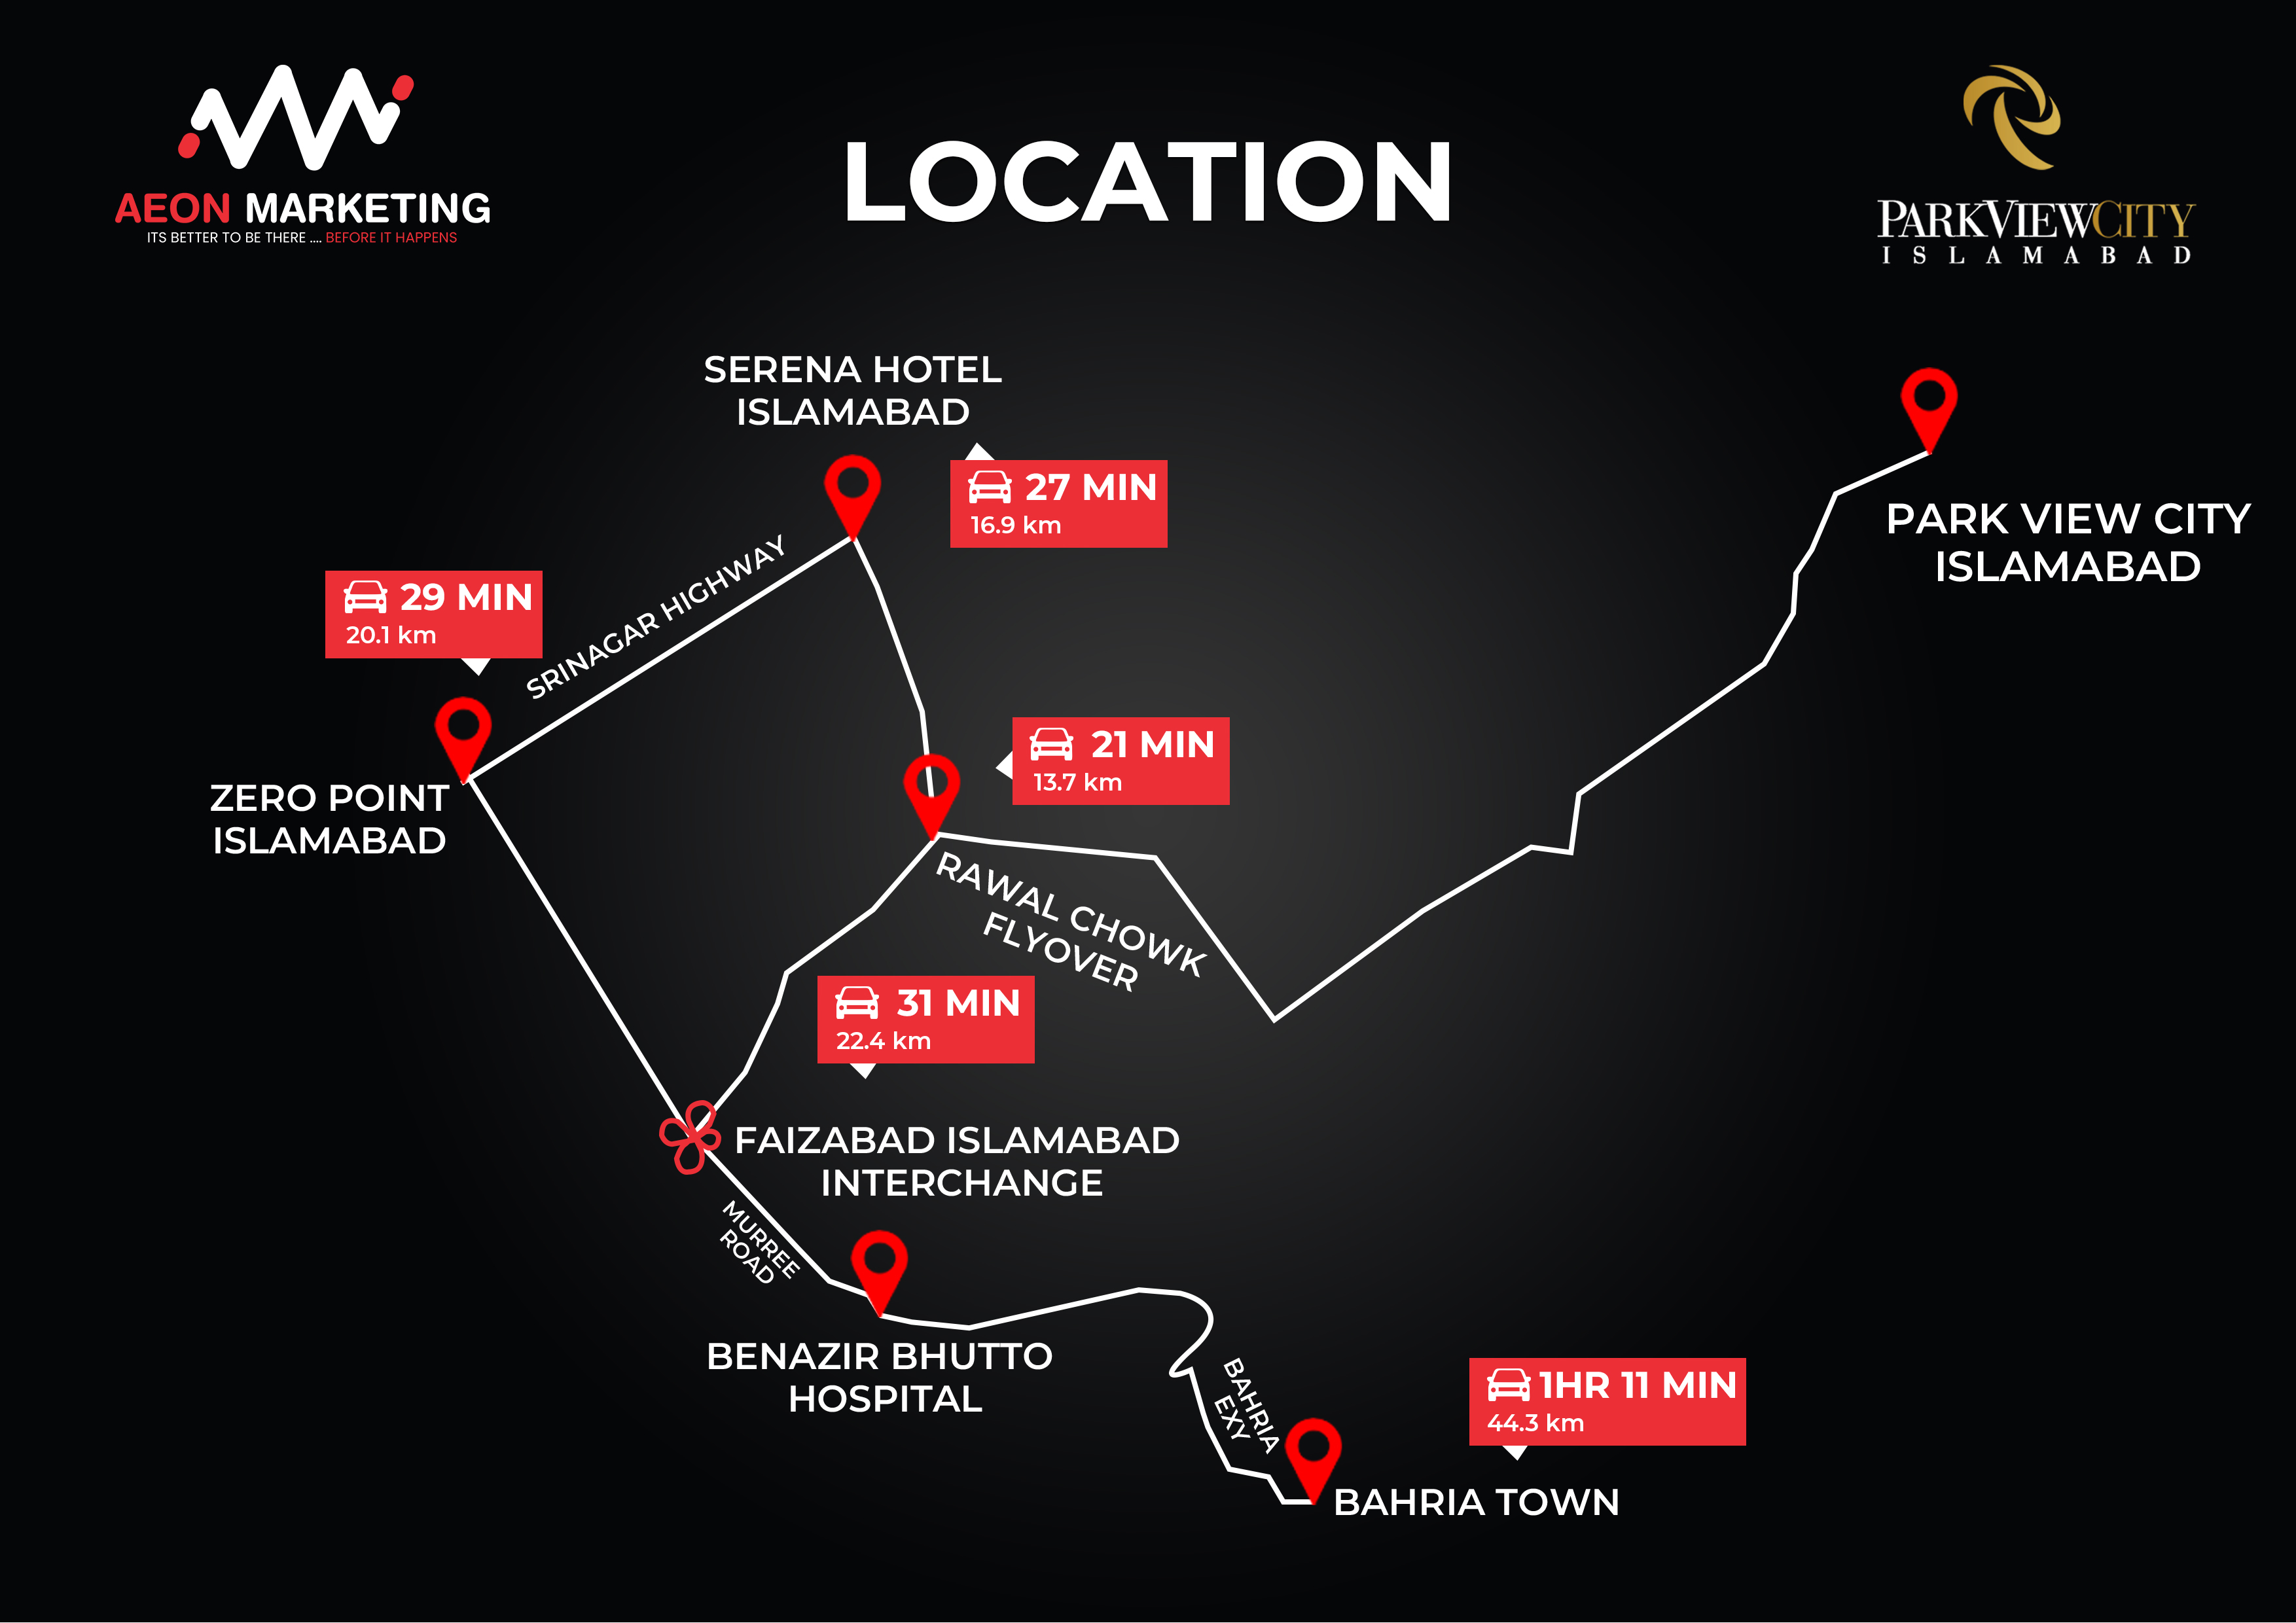 AEON MARKETING
ITS BETTER TO BE THERE .... BEFORE IT HAPPENS
LOCATION
PARKVIEWCITY
ISLAMABAD
SERENA HOTEL
ISLAMABAD
27 MIN
16.9 km
PARK VIEW CITY
ISLAMABAD
29 MIN
20.1 km
SRINAGAR HIGHWAY
ZERO POINT
ISLAMABAD
21 MIN
13.7 km
RAWAL CHOWK
FLYOVER
31 MIN
22.4 km
FAIZABAD ISLAMABAD
INTERCHANGE
MURREE
ROAD
BENAZIR BHUTTO
HOSPITAL
BAHRIA
EXY
1HR 11 MIN
44.3 km
BAHRIA TOWN